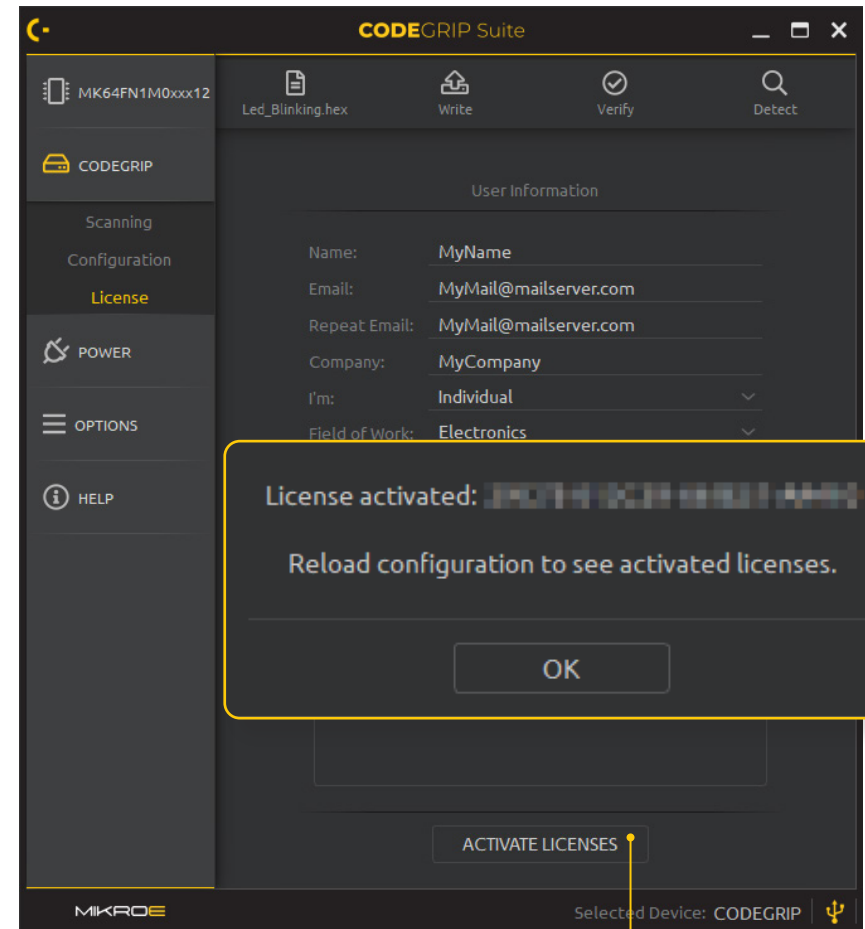 CODEGRIP Suite
MK64FN1M0xxx12
Led_Blinking.hex
Write
Verify
Detect
CODEGRIP
Scanning
Configuration
License
POWER
OPTIONS
HELP
User Information
Name: MyName
Email: MyMail@mailserver.com
Repeat Email: MyMail@mailserver.com
Company: MyCompany
I'm: Individual
Field of Work: Electronics
License activated:
Reload configuration to see activated licenses.
OK
ACTIVATE LICENSES
MIKROE
Selected Device: CODEGRIP